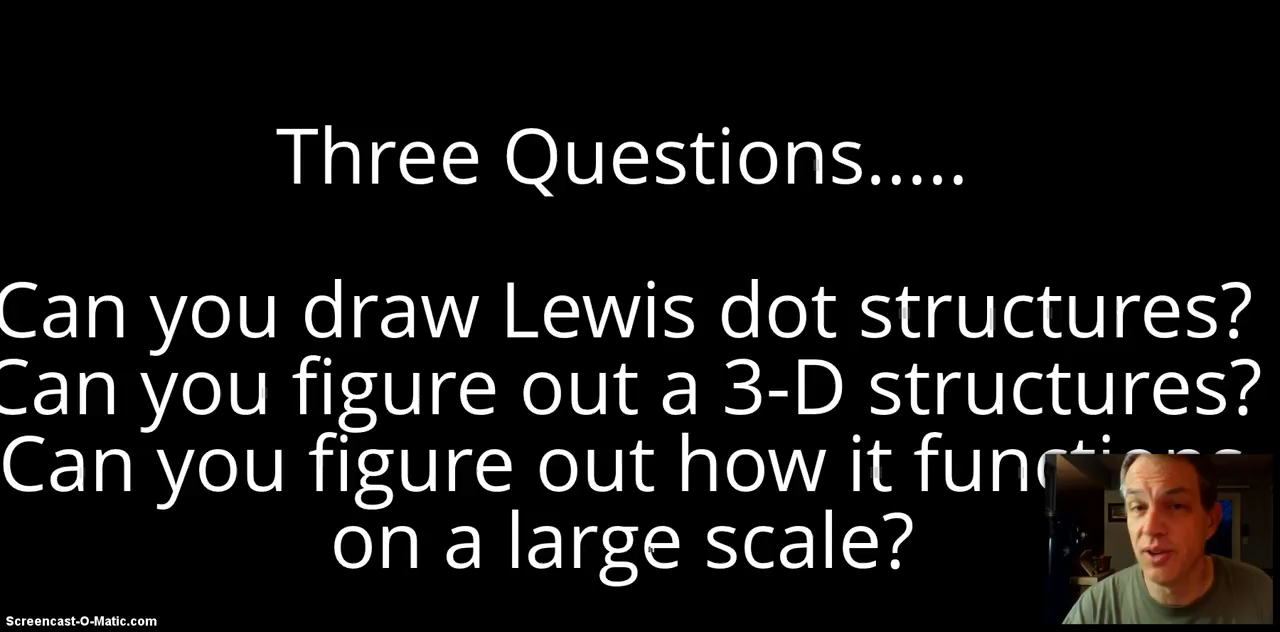 Three Questions.....
Can you draw Lewis dot structures?
Can you figure out a 3-D structures?
Can you figure out how it functions
on a large scale?
Screencast-O-Matic.com